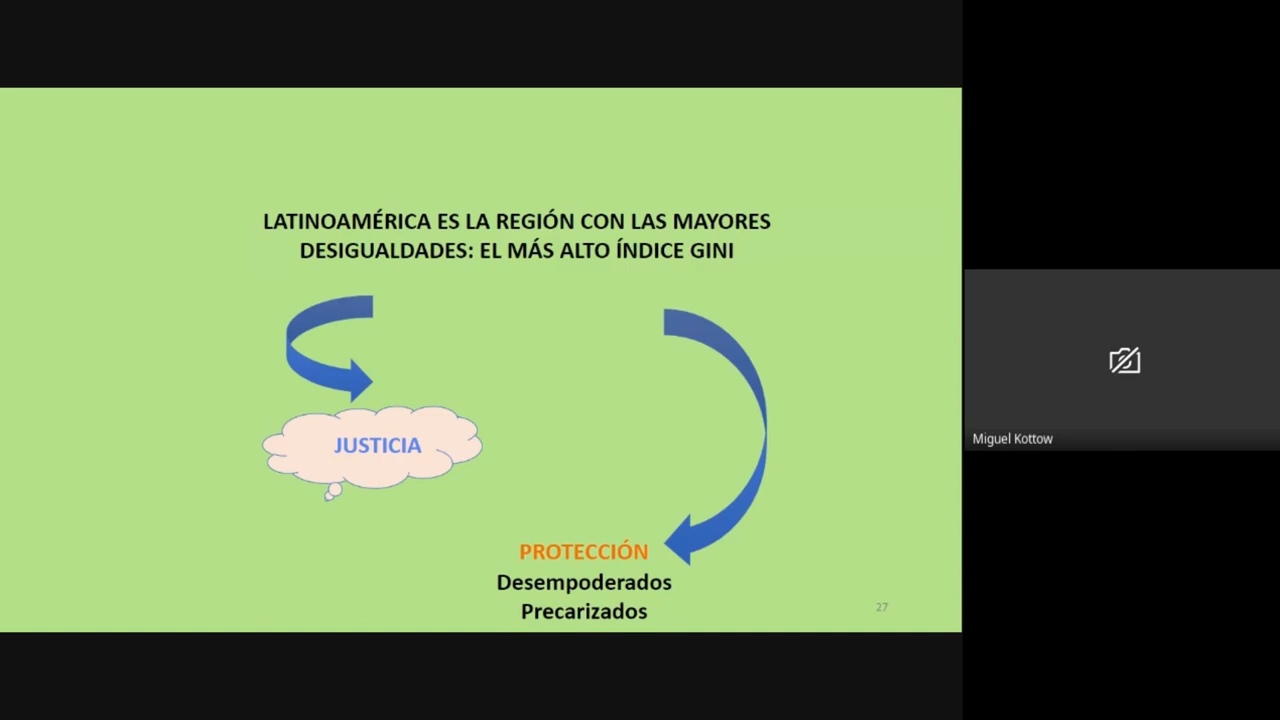 LATINOAMÉRICA ES LA REGIÓN CON LAS MAYORES
DESIGUALDADES: EL MÁS ALTO ÍNDICE GINI
JUSTICIA
PROTECCIÓN
Desempoderados
Precarizados
27
Miguel Kottow